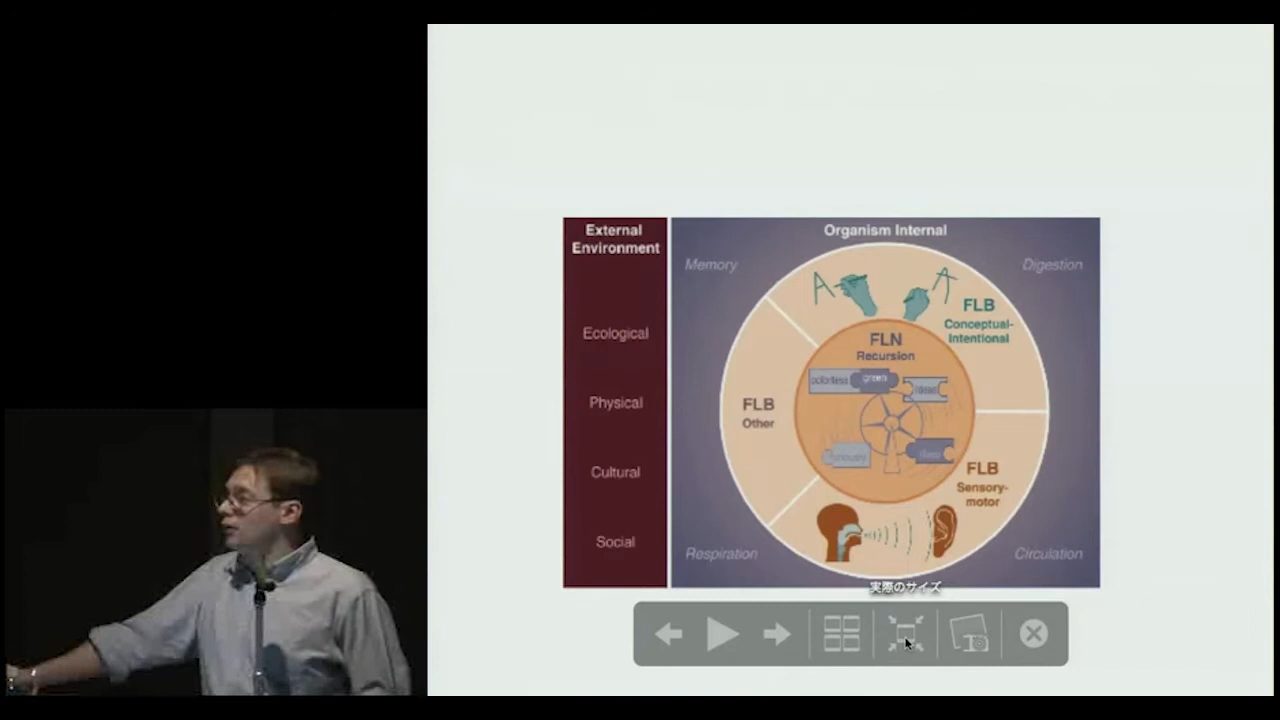 External
Environment
Ecological
Physical
Cultural
Social
Organism Internal
Memory
Digestion
FLB
Conceptual-
Intentional
FLN
Recursion
colorless
green
ideas
FLB
Other
furiously
sleep
FLB
Sensory-
motor
Respiration
Circulation
実際のサイズ